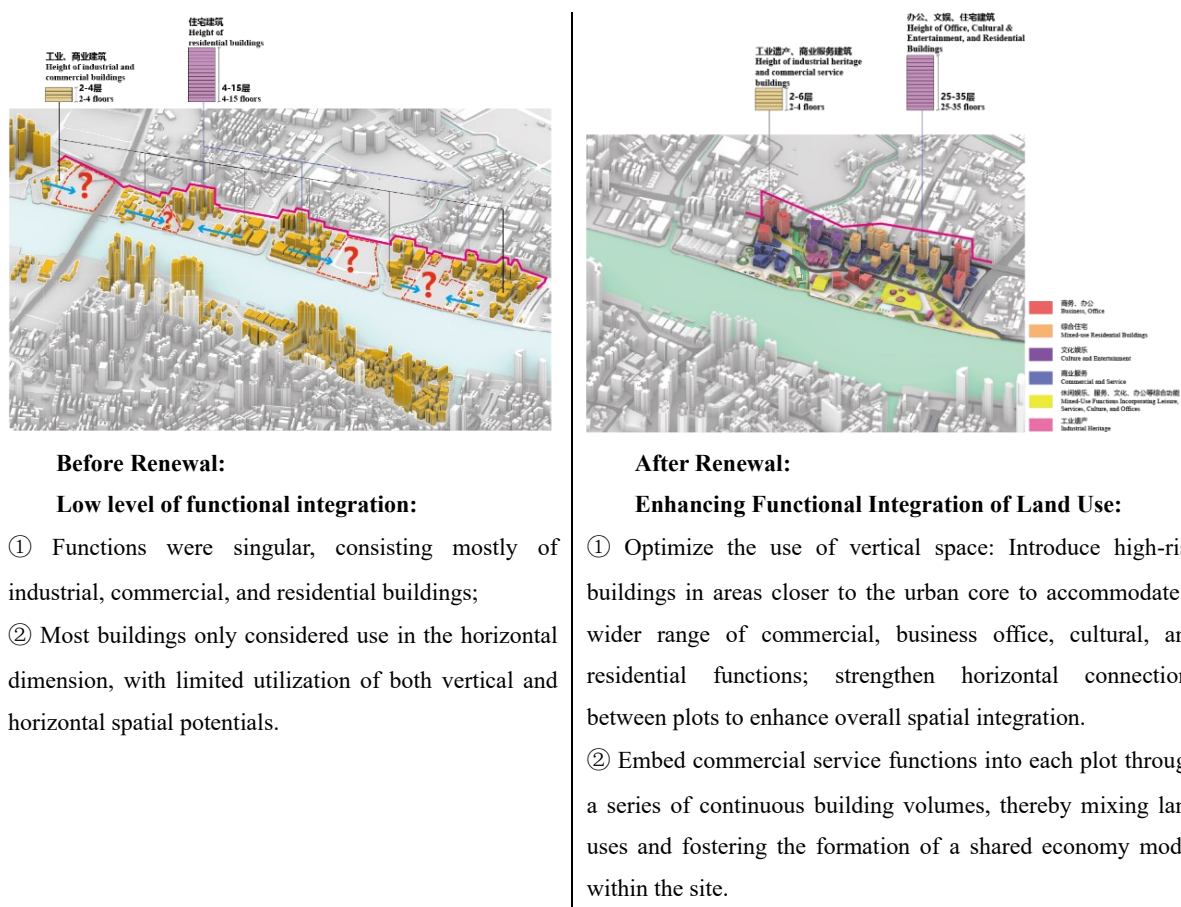 住宅建筑
Height of
residential buildings
工业、商业建筑
Height of industrial and
commercial buildings
2-4层
2-4 floors
4-15层
4-15 floors
?
?
?
?
Before Renewal:
Low level of functional integration:
① Functions were singular, consisting mostly of
industrial, commercial, and residential buildings;
② Most buildings only considered use in the horizontal
dimension, with limited utilization of both vertical and
horizontal spatial potentials.
办公、文娱、住宅建筑
Height of Office, Cultural &
Entertainment, and Residential
Buildings
工业遗产、商业服务建筑
Height of industrial heritage
and commercial service
buildings
2-6层
2-4 floors
25-35层
25-35 floors
商务、办公
Business, Office
综合住宅
Mixed-use Residential Buildings
文化娱乐
Culture and Entertainment
商业服务
Commercial and Service
休闲娱乐、服务、文化、办公等综合功能
Mixed-Use Functions Incorporating Leisure,
Services, Culture, and Offices
工业遗产
Industrial Heritage
After Renewal:
Enhancing Functional Integration of Land Use:
① Optimize the use of vertical space: Introduce high-ris
buildings in areas closer to the urban core to accommodate
wider range of commercial, business office, cultural, an
residential functions; strengthen horizontal connection
between plots to enhance overall spatial integration.
② Embed commercial service functions into each plot throug
a series of continuous building volumes, thereby mixing lan
uses and fostering the formation of a shared economy mod
within the site.